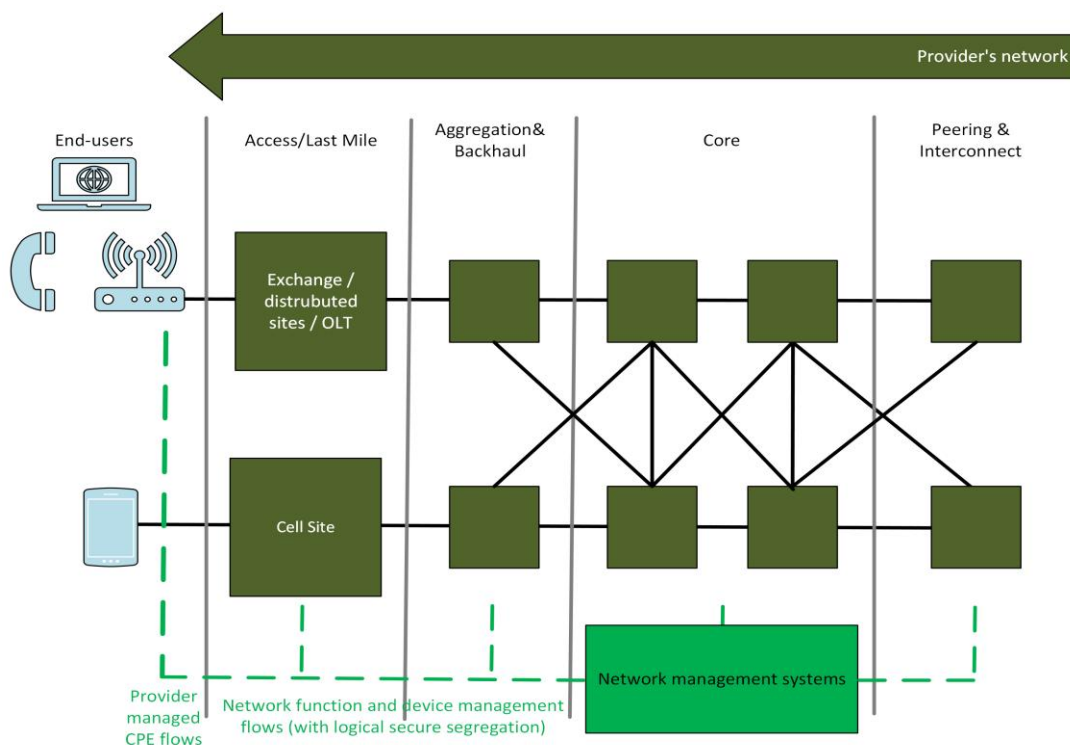 Provider's network
End-users
Access/Last Mile
Aggregation&
Backhaul
Core
Peering &
Interconnect
Exchange /
distrubuted
sites / OLT
Cell Site
Network management systems
Provider
managed
CPE flows
Network function and device management
flows (with logical secure segregation)